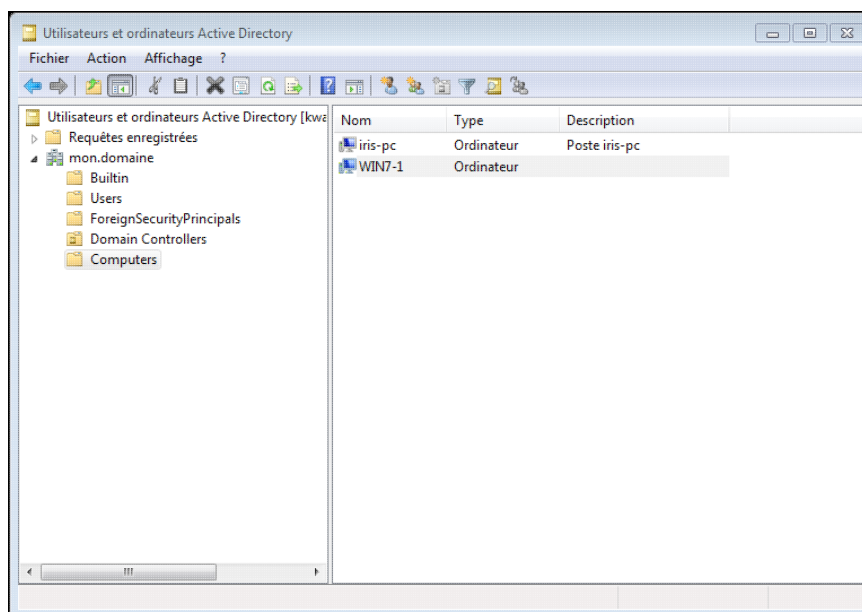 Utilisateurs et ordinateurs Active Directory
Fichier Action Affichage ?
Utilisateurs et ordinateurs Active Directory [kwa
Requêtes enregistrées
mon.domaine
Builtin
Users
ForeignSecurityPrincipals
Domain Controllers
Computers
Nom Type Description
iris-pc Ordinateur Poste iris-pc
WIN7-1 Ordinateur